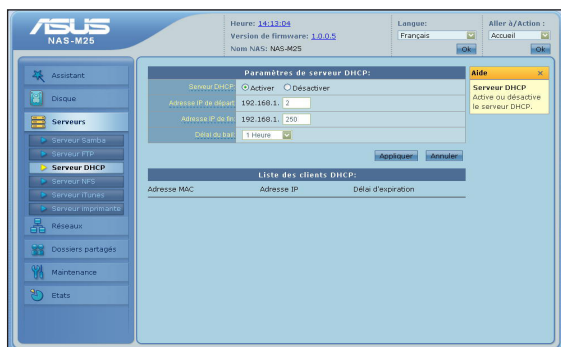 ASUS
NAS-M25
Heure: 14:13:04
Version de firmware: 1.0.0.5
Nom NAS: NAS-M25
Langue:
Français
Ok
Aller à/Action :
Accueil
Ok
Assistant
Disque
Serveurs
Serveur Samba
Serveur FTP
Serveur DHCP
Serveur NFS
Serveur iTunes
Serveur imprimante
Réseaux
Dossiers partagés
Maintenance
Etats
Paramètres de serveur DHCP:
Serveur DHCP: Activer Désactiver
Adresse IP de départ: 192.168.1. 2
Adresse IP de fin: 192.168.1. 250
Délai du bail: 1 Heure
Appliquer Annuler
Liste des clients DHCP:
Adresse MAC Adresse IP Délai d'expiration
Aide ×
Serveur DHCP
Active ou désactive
le serveur DHCP.